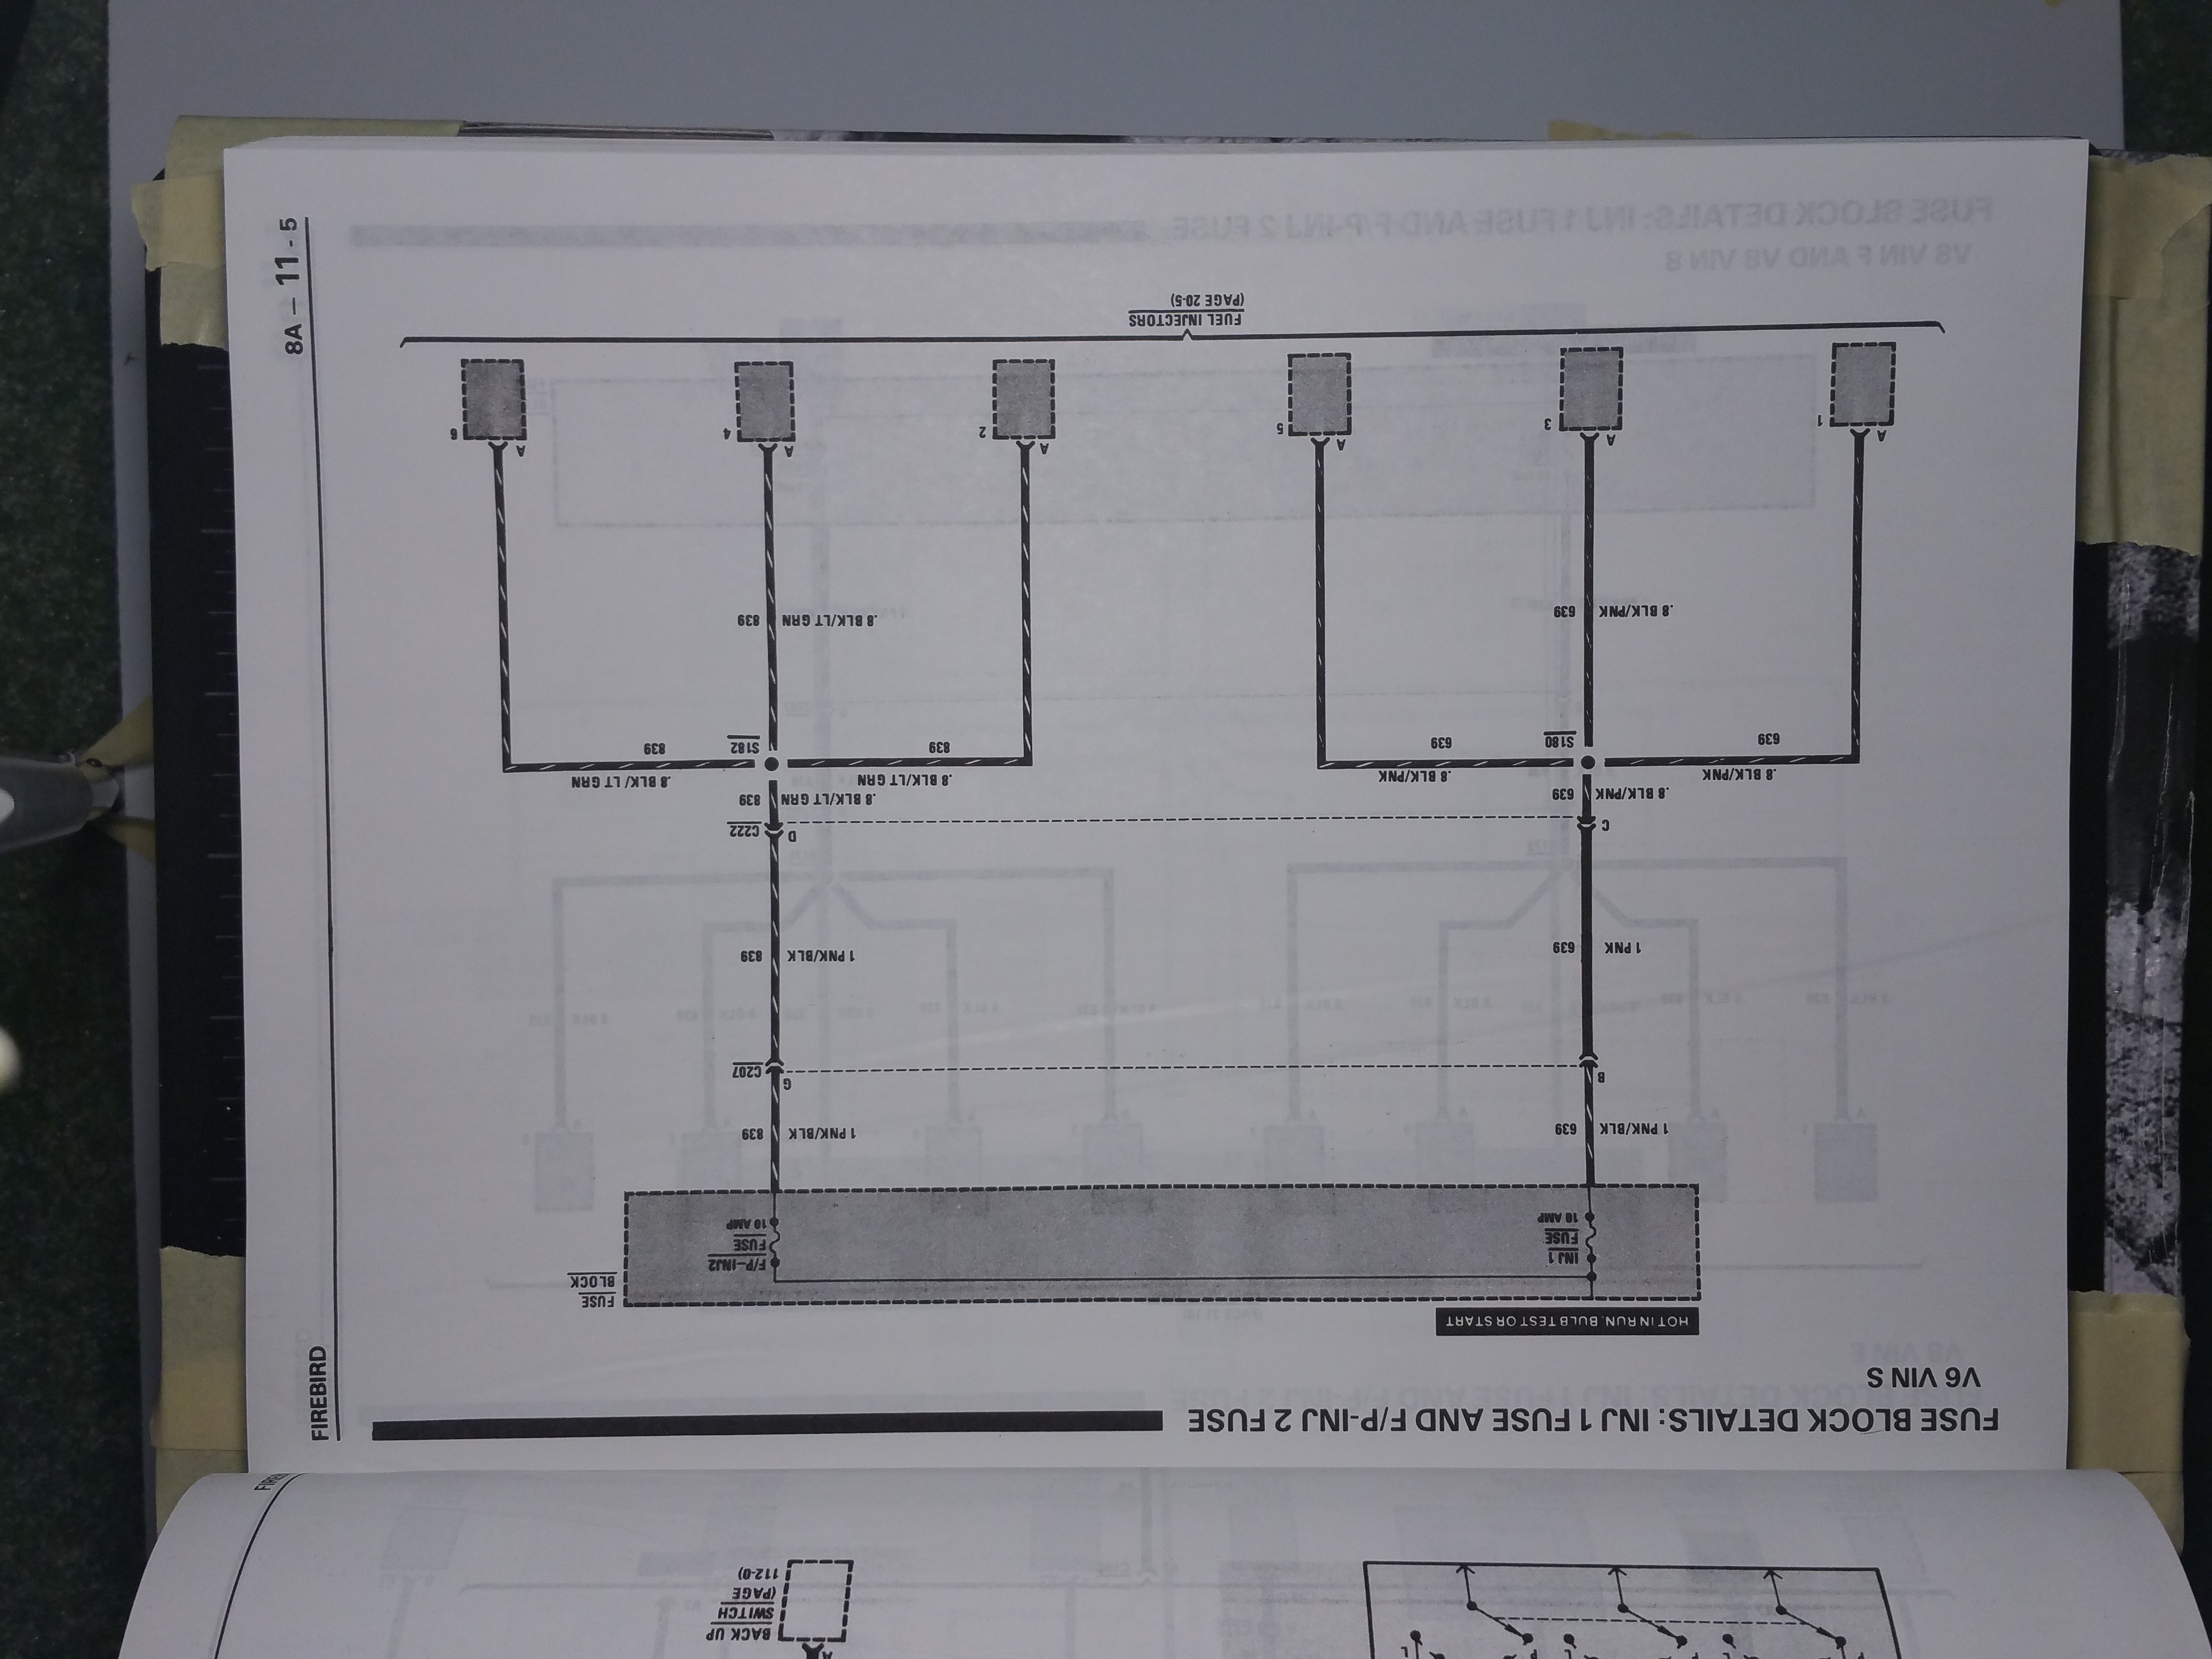 8A — 11 - 5
FIREBIRD
FUSE BLOCK DETAILS: INJ 1 FUSE AND F/P-INJ 2 FUSE
V6 VIN S
HOT IN RUN, BULB TEST OR START
FUSE
BLOCK
INJ 1
FUSE
10 AMP
F/P-INJ2
FUSE
10 AMP
1 PNK/BLK 639
1 PNK/BLK 839
B
G
C207
1 PNK 639
1 PNK/BLK 839
C
D
C222
.8 BLK/PNK 639
.8 BLK/LT GRN 839
.8 BLK/PNK
.8 BLK/PNK
.8 BLK/LT GRN
.8 BLK/LT GRN
639
S180
639
839
S182
839
.8 BLK/PNK 639
.8 BLK/LT GRN 839
A
1
A
3
A
5
A
2
A
4
A
6
FUEL INJECTORS
(PAGE 20-5)
BACK UP
SWITCH
(PAGE
112-0)
A
L